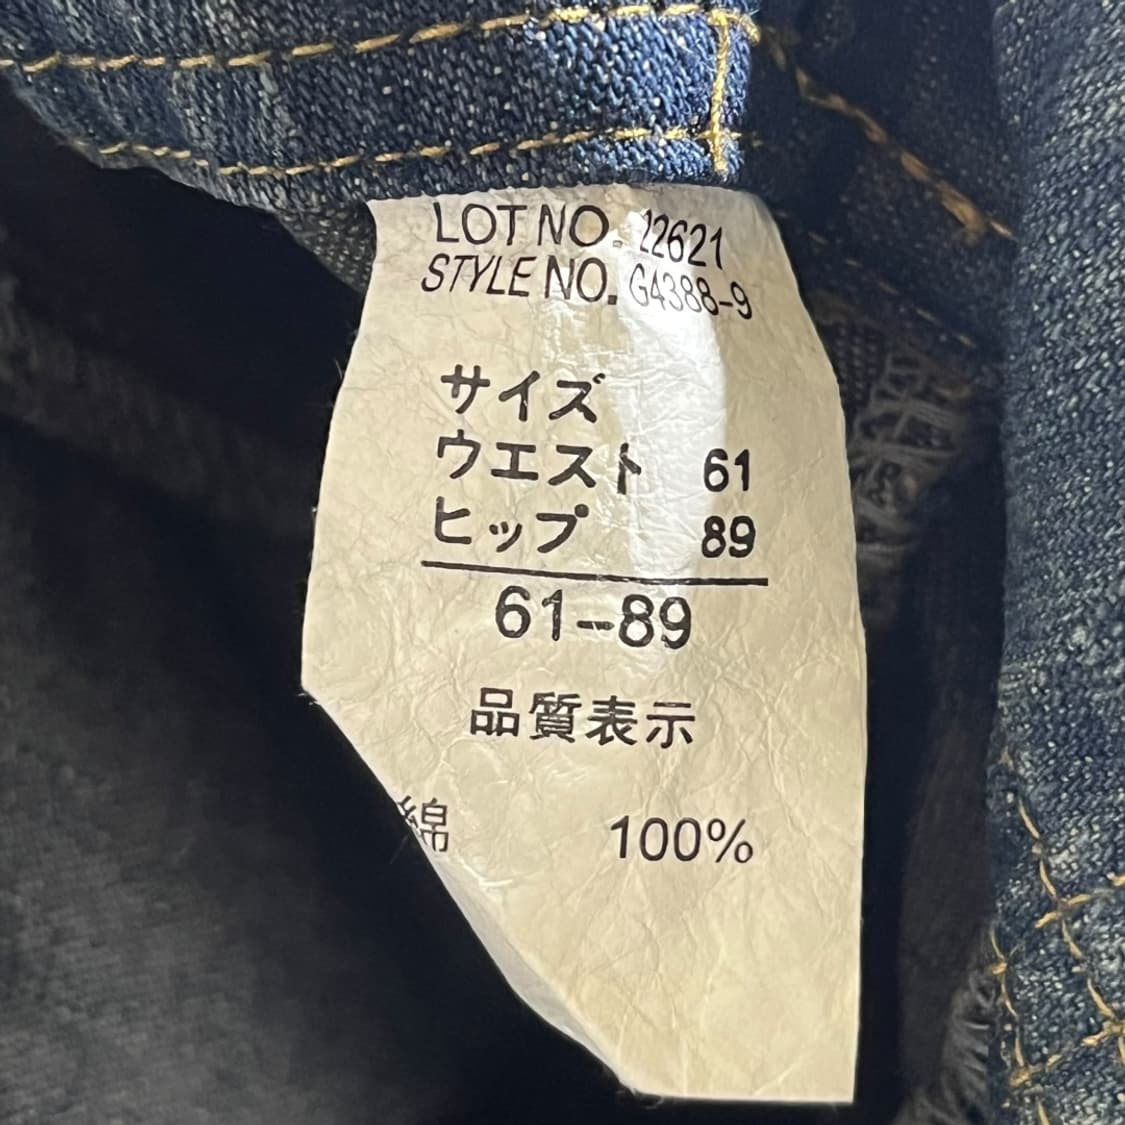 LOT NO. 22621
STYLE NO. G4388-9
サイズ
ウエスト 61
ヒップ 89
61-89
品質表示
綿 100%